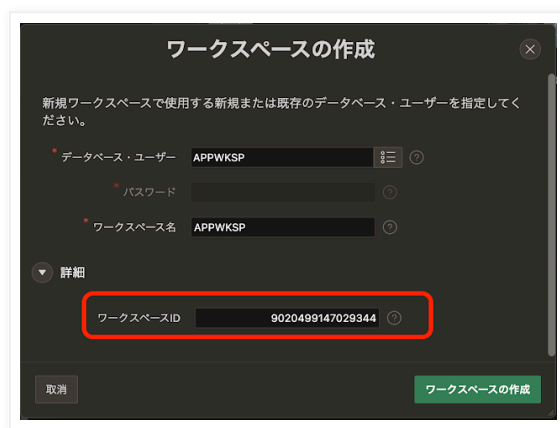 ワークスペースの作成
新規ワークスペースで使用する新規または既存のデータベース・ユーザーを指定してく
ださい。
* データベース・ユーザー APPWKSP
* パスワード
* ワークスペース名 APPWKSP
詳細
ワークスペースID 9020499147029344
取消 ワークスペースの作成